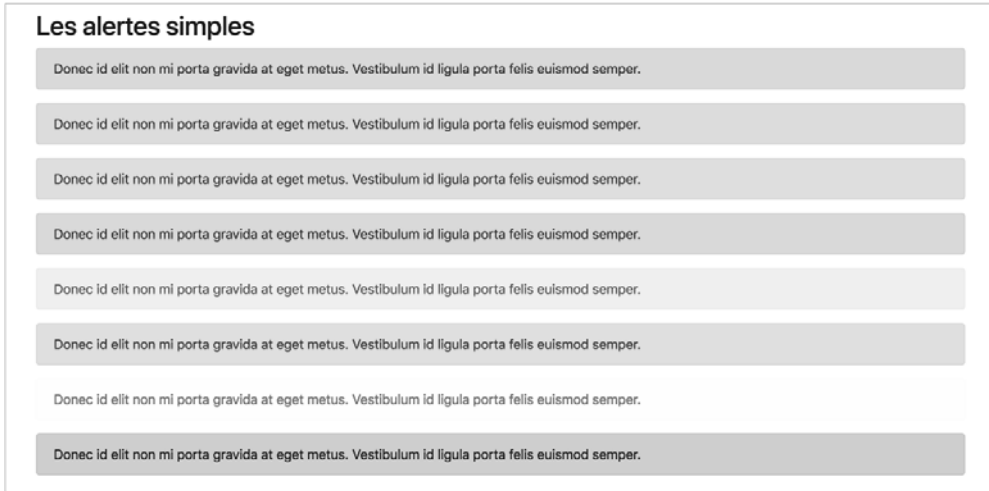 Les alertes simples
Donec id elit non mi porta gravida at eget metus. Vestibulum id ligula porta felis euismod semper.
Donec id elit non mi porta gravida at eget metus. Vestibulum id ligula porta felis euismod semper.
Donec id elit non mi porta gravida at eget metus. Vestibulum id ligula porta felis euismod semper.
Donec id elit non mi porta gravida at eget metus. Vestibulum id ligula porta felis euismod semper.
Donec id elit non mi porta gravida at eget metus. Vestibulum id ligula porta felis euismod semper.
Donec id elit non mi porta gravida at eget metus. Vestibulum id ligula porta felis euismod semper.
Donec id elit non mi porta gravida at eget metus. Vestibulum id ligula porta felis euismod semper.
Donec id elit non mi porta gravida at eget metus. Vestibulum id ligula porta felis euismod semper.